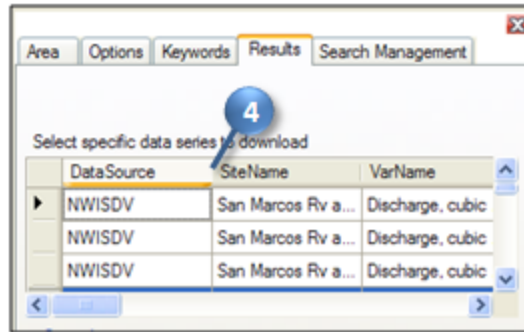 Area Options Keywords Results Search Management
4
Select specific data series to download
DataSource SiteName VarName
NWISDV San Marcos Rv a... Discharge, cubic
NWISDV San Marcos Rv a... Discharge, cubic
NWISDV San Marcos Rv a... Discharge, cubic